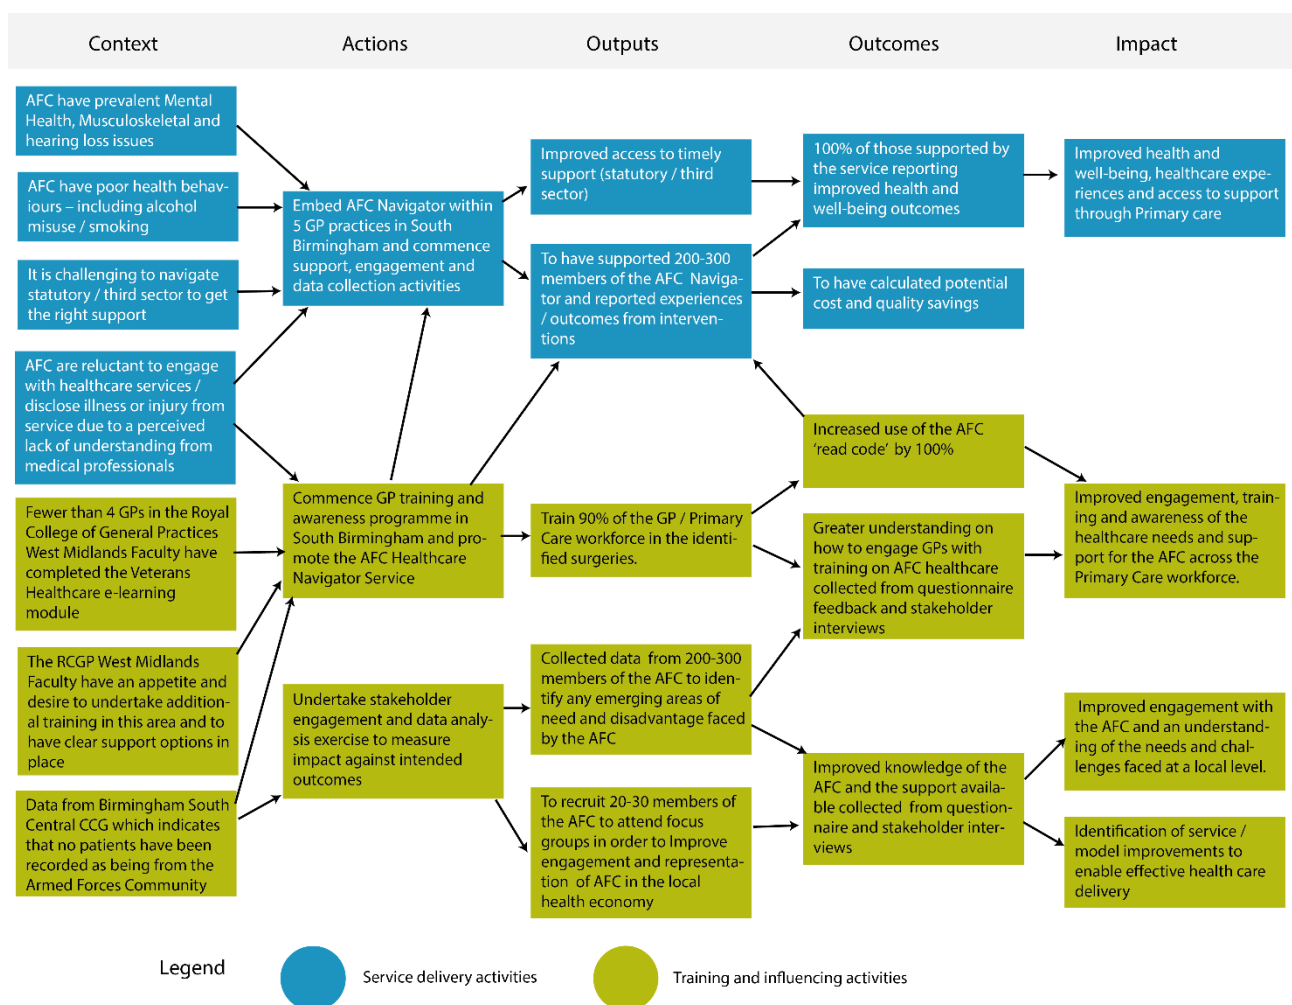 Context
Actions
Outputs
Outcomes
Impact
AFC have prevalent Mental
Health, Musculoskeletal and
hearing loss issues
AFC have poor health behav-
iours – including alcohol
misuse / smoking
It is challenging to navigate
statutory / third sector to get
the right support
AFC are reluctant to engage
with healthcare services /
disclose illness or injury from
service due to a perceived
lack of understanding from
medical professionals
Fewer than 4 GPs in the Royal
College of General Practices
West Midlands Faculty have
completed the Veterans
Healthcare e-learning
module
The RCGP West Midlands
Faculty have an appetite and
desire to undertake addition-
al training in this area and to
have clear support options in
place
Data from Birmingham South
Central CCG which indicates
that no patients have been
recorded as being from the
Armed Forces Community
Embed AFC Navigator within
5 GP practices in South
Birmingham and commence
support, engagement and
data collection activities
Commence GP training and
awareness programme in
South Birmingham and pro-
mote the AFC Healthcare
Navigator Service
Undertake stakeholder
engagement and data analy-
sis exercise to measure
impact against intended
outcomes
Improved access to timely
support (statutory / third
sector)
To have supported 200-300
members of the AFC Naviga-
tor and reported experiences
/ outcomes from interven-
tions
Train 90% of the GP / Primary
Care workforce in the identi-
fied surgeries.
Collected data from 200-300
members of the AFC to iden-
tify any emerging areas of
need and disadvantage faced
by the AFC
To recruit 20-30 members of
the AFC to attend focus
groups in order to Improve
engagement and representa-
tion of AFC in the local
health economy
100% of those supported by
the service reporting
improved health and
well-being outcomes
To have calculated potential
cost and quality savings
Increased use of the AFC
‘read code’ by 100%
Greater understanding on
how to engage GPs with
training on AFC healthcare
collected from questionnaire
feedback and stakeholder
interviews
Improved knowledge of the
AFC and the support availa-
ble collected from question-
naire and stakeholder inter-
views
Improved health and
well-being, healthcare expe-
riences and access to support
through Primary care
Improved engagement, train-
ing and awareness of the
healthcare needs and sup-
port for the AFC across the
Primary Care workforce.
Improved engagement with
the AFC and an understand-
ing of the needs and chal-
lenges faced at a local level.
Identification of service /
model improvements to
enable effective health care
delivery
Legend
Service delivery activities
Training and influencing activities